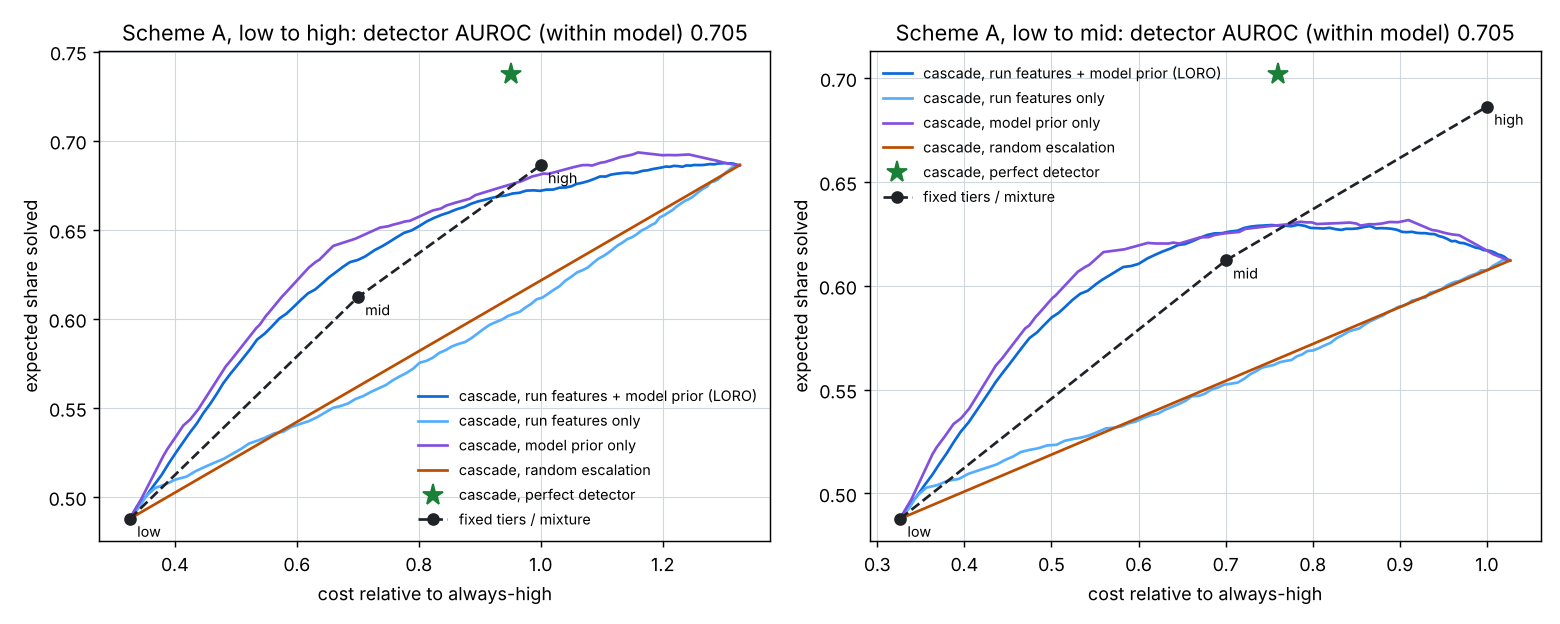 Scheme A, low to high: detector AUROC (within model) 0.705
0.75
0.70
0.65
0.60
0.55
0.50
expected share solved
high
mid
low
cascade, run features + model prior (LORO)
cascade, run features only
cascade, model prior only
cascade, random escalation
cascade, perfect detector
fixed tiers / mixture
0.4 0.6 0.8 1.0 1.2
cost relative to always-high
Scheme A, low to mid: detector AUROC (within model) 0.705
0.70
0.65
0.60
0.55
0.50
expected share solved
cascade, run features + model prior (LORO)
cascade, run features only
cascade, model prior only
cascade, random escalation
cascade, perfect detector
fixed tiers / mixture
high
mid
low
0.3 0.4 0.5 0.6 0.7 0.8 0.9 1.0
cost relative to always-high